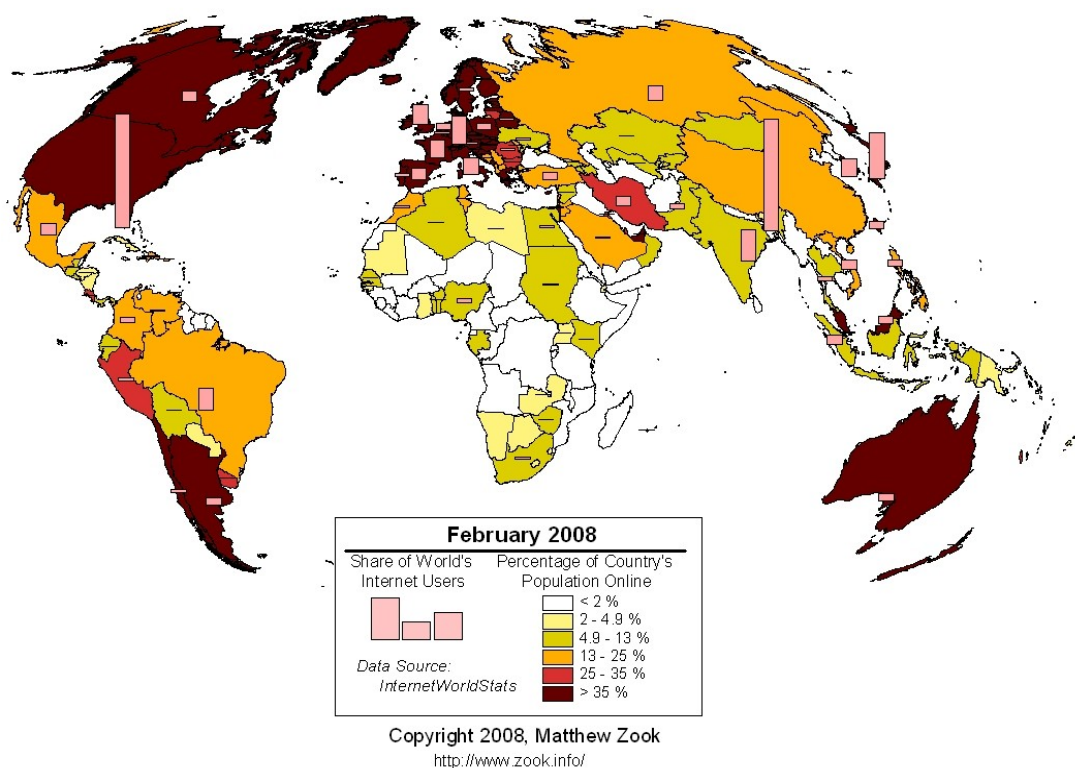 February 2008
Share of World's
Internet Users
Percentage of Country's
Population Online
< 2 %
2 - 4.9 %
4.9 - 13 %
13 - 25 %
25 - 35 %
> 35 %
Data Source:
InternetWorldStats
Copyright 2008, Matthew Zook
http://www.zook.info/